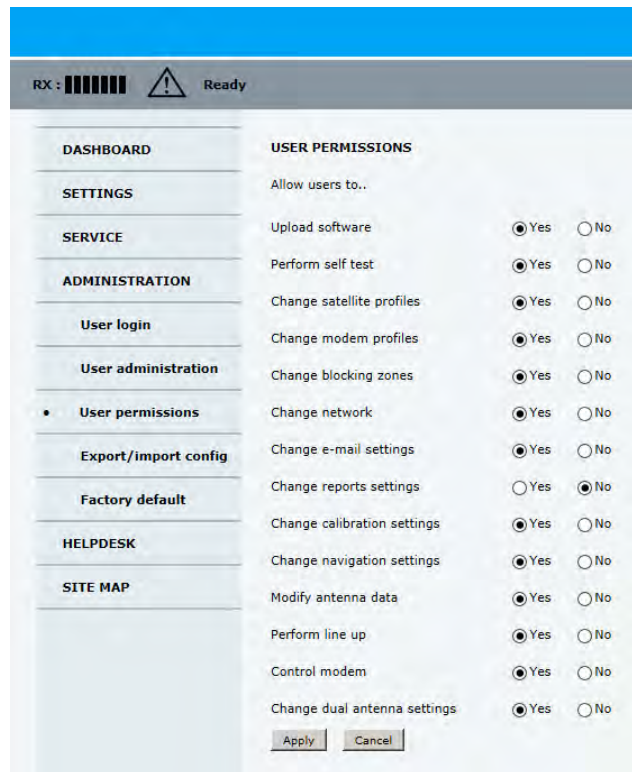 RX : Ready
DASHBOARD
SETTINGS
SERVICE
ADMINISTRATION
User login
User administration
• User permissions
Export/import config
Factory default
HELPDESK
SITE MAP
USER PERMISSIONS
Allow users to..
Upload software Yes No
Perform self test Yes No
Change satellite profiles Yes No
Change modem profiles Yes No
Change blocking zones Yes No
Change network Yes No
Change e-mail settings Yes No
Change reports settings Yes No
Change calibration settings Yes No
Change navigation settings Yes No
Modify antenna data Yes No
Perform line up Yes No
Control modem Yes No
Change dual antenna settings Yes No
Apply Cancel